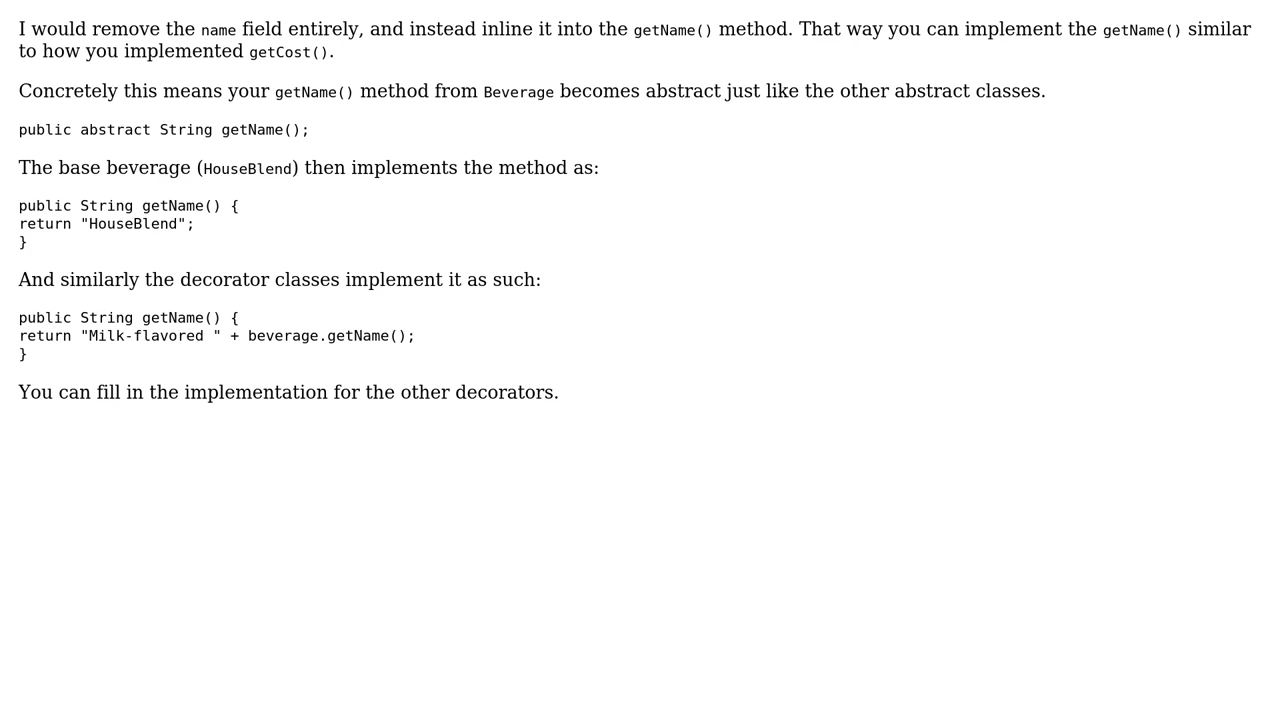 I would remove the name field entirely, and instead inline it into the getName() method. That way you can implement the getName() similar
to how you implemented getCost().
Concretely this means your getName() method from Beverage becomes abstract just like the other abstract classes.
public abstract String getName();
The base beverage (HouseBlend) then implements the method as:
public String getName() {
return "HouseBlend";
}
And similarly the decorator classes implement it as such:
public String getName() {
return "Milk-flavored " + beverage.getName();
}
You can fill in the implementation for the other decorators.